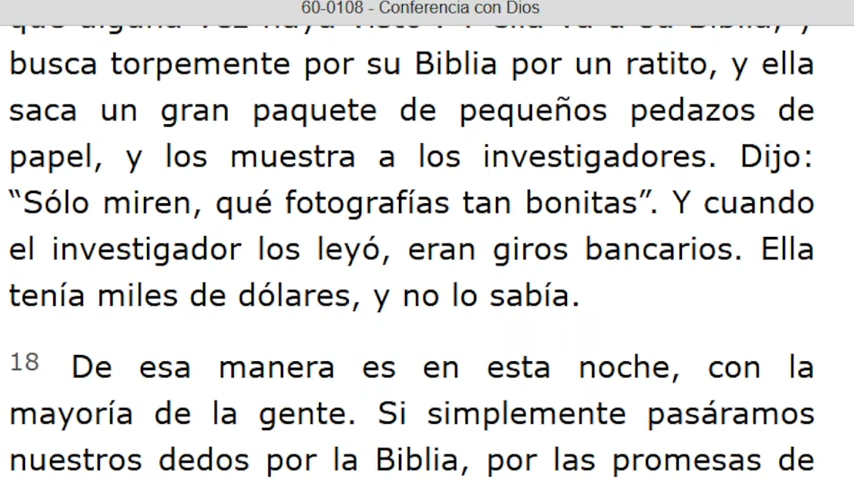 60-0108 - Conferencia con Dios
busca torpemente por su Biblia por un ratito, y ella
saca un gran paquete de pequeños pedazos de
papel, y los muestra a los investigadores. Dijo:
“Sólo miren, qué fotografías tan bonitas”. Y cuando
el investigador los leyó, eran giros bancarios. Ella
tenía miles de dólares, y no lo sabía.
18 De esa manera es en esta noche, con la
mayoría de la gente. Si simplemente pasáramos
nuestros dedos por la Biblia, por las promesas de